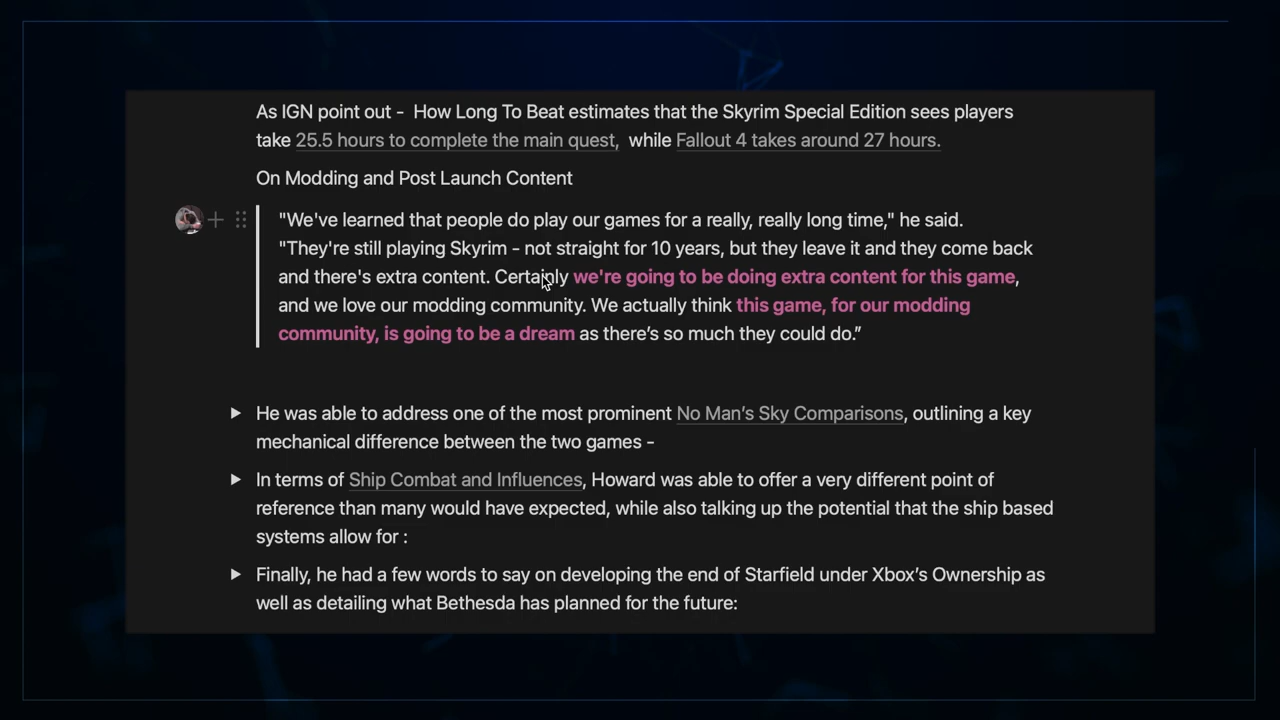 As IGN point out -  How Long To Beat estimates that the Skyrim Special Edition sees players
take 25.5 hours to complete the main quest,  while Fallout 4 takes around 27 hours.
On Modding and Post Launch Content
"We've learned that people do play our games for a really, really long time," he said.
"They're still playing Skyrim - not straight for 10 years, but they leave it and they come back
and there's extra content. Certainly we're going to be doing extra content for this game,
and we love our modding community. We actually think this game, for our modding
community, is going to be a dream as there’s so much they could do.”
He was able to address one of the most prominent No Man’s Sky Comparisons, outlining a key
mechanical difference between the two games -
In terms of Ship Combat and Influences, Howard was able to offer a very different point of
reference than many would have expected, while also talking up the potential that the ship based
systems allow for :
Finally, he had a few words to say on developing the end of Starfield under Xbox’s Ownership as
well as detailing what Bethesda has planned for the future: